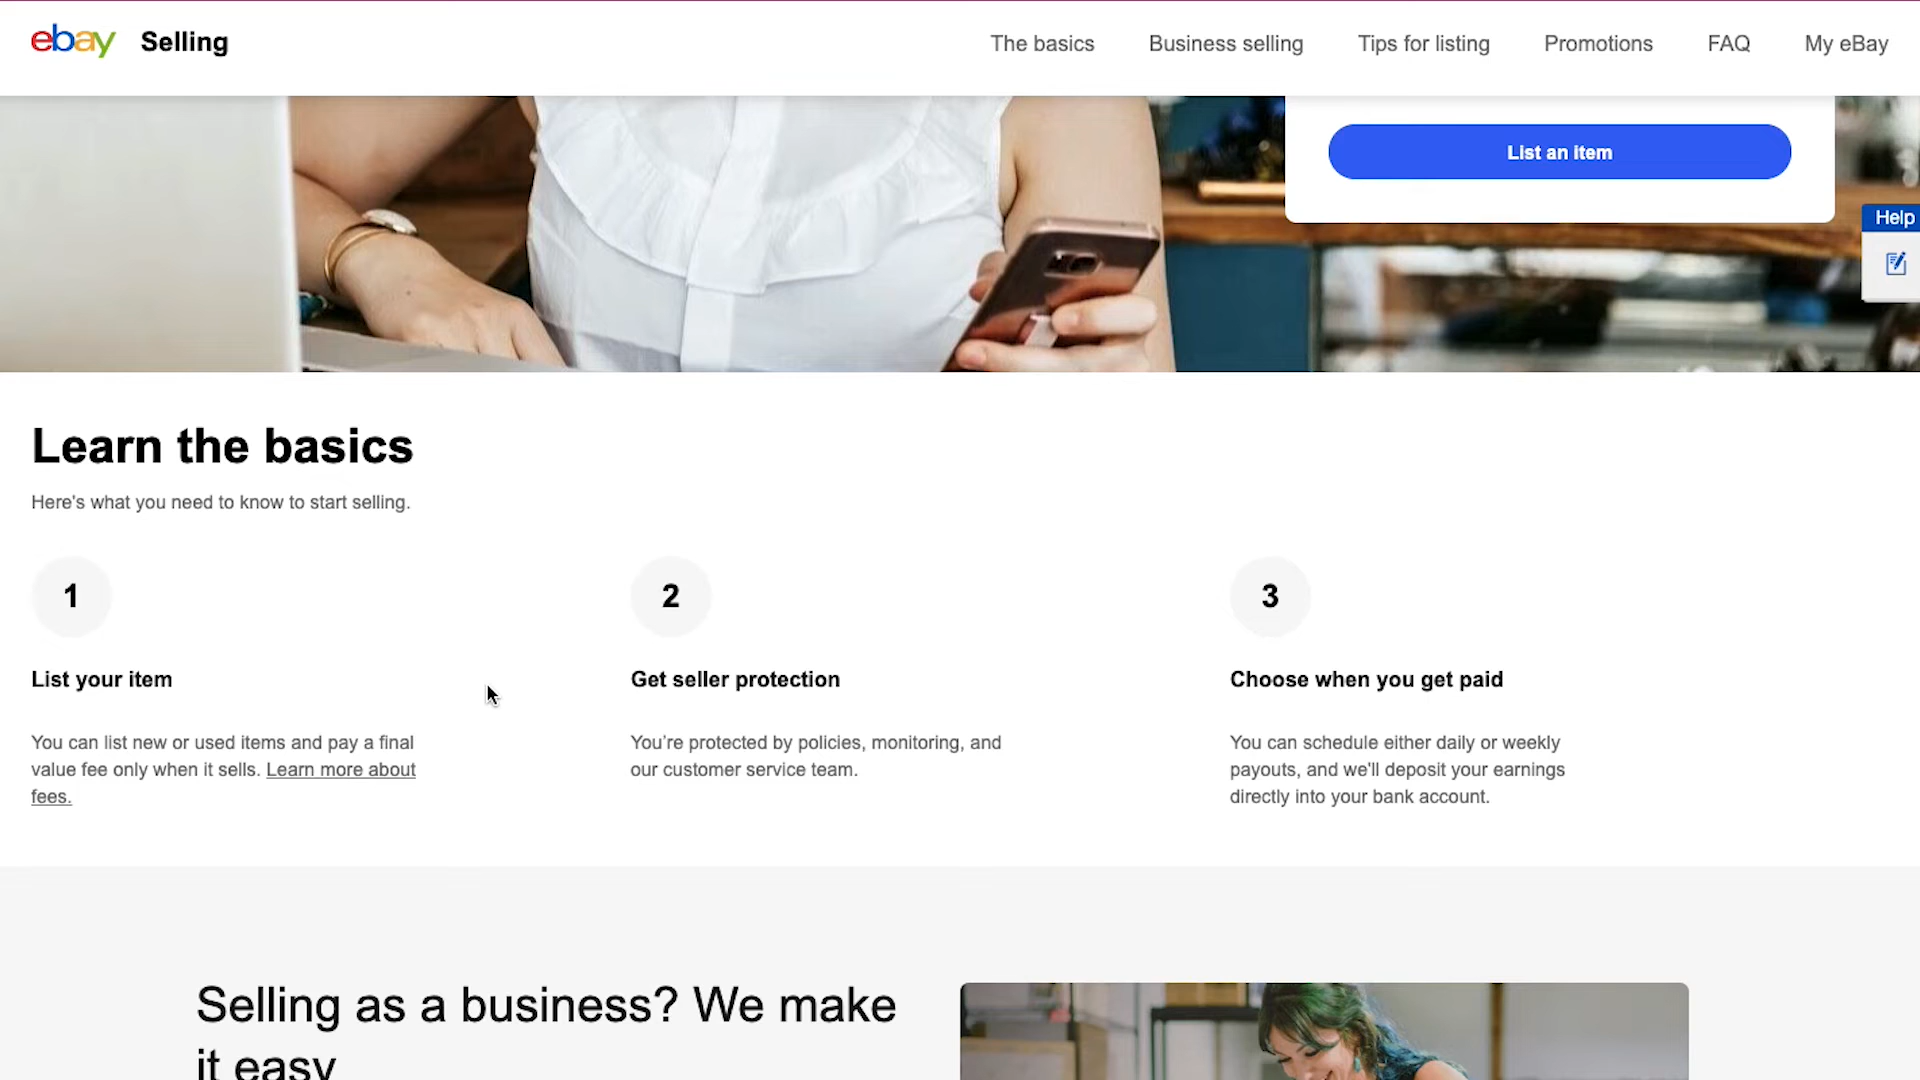 ebay Selling The basics Business selling Tips for listing Promotions FAQ My eBay
List an item
Help
Learn the basics
Here's what you need to know to start selling.
1
List your item
You can list new or used items and pay a final
value fee only when it sells. Learn more about
fees.
2
Get seller protection
You’re protected by policies, monitoring, and
our customer service team.
3
Choose when you get paid
You can schedule either daily or weekly
payouts, and we'll deposit your earnings
directly into your bank account.
Selling as a business? We make
it easy